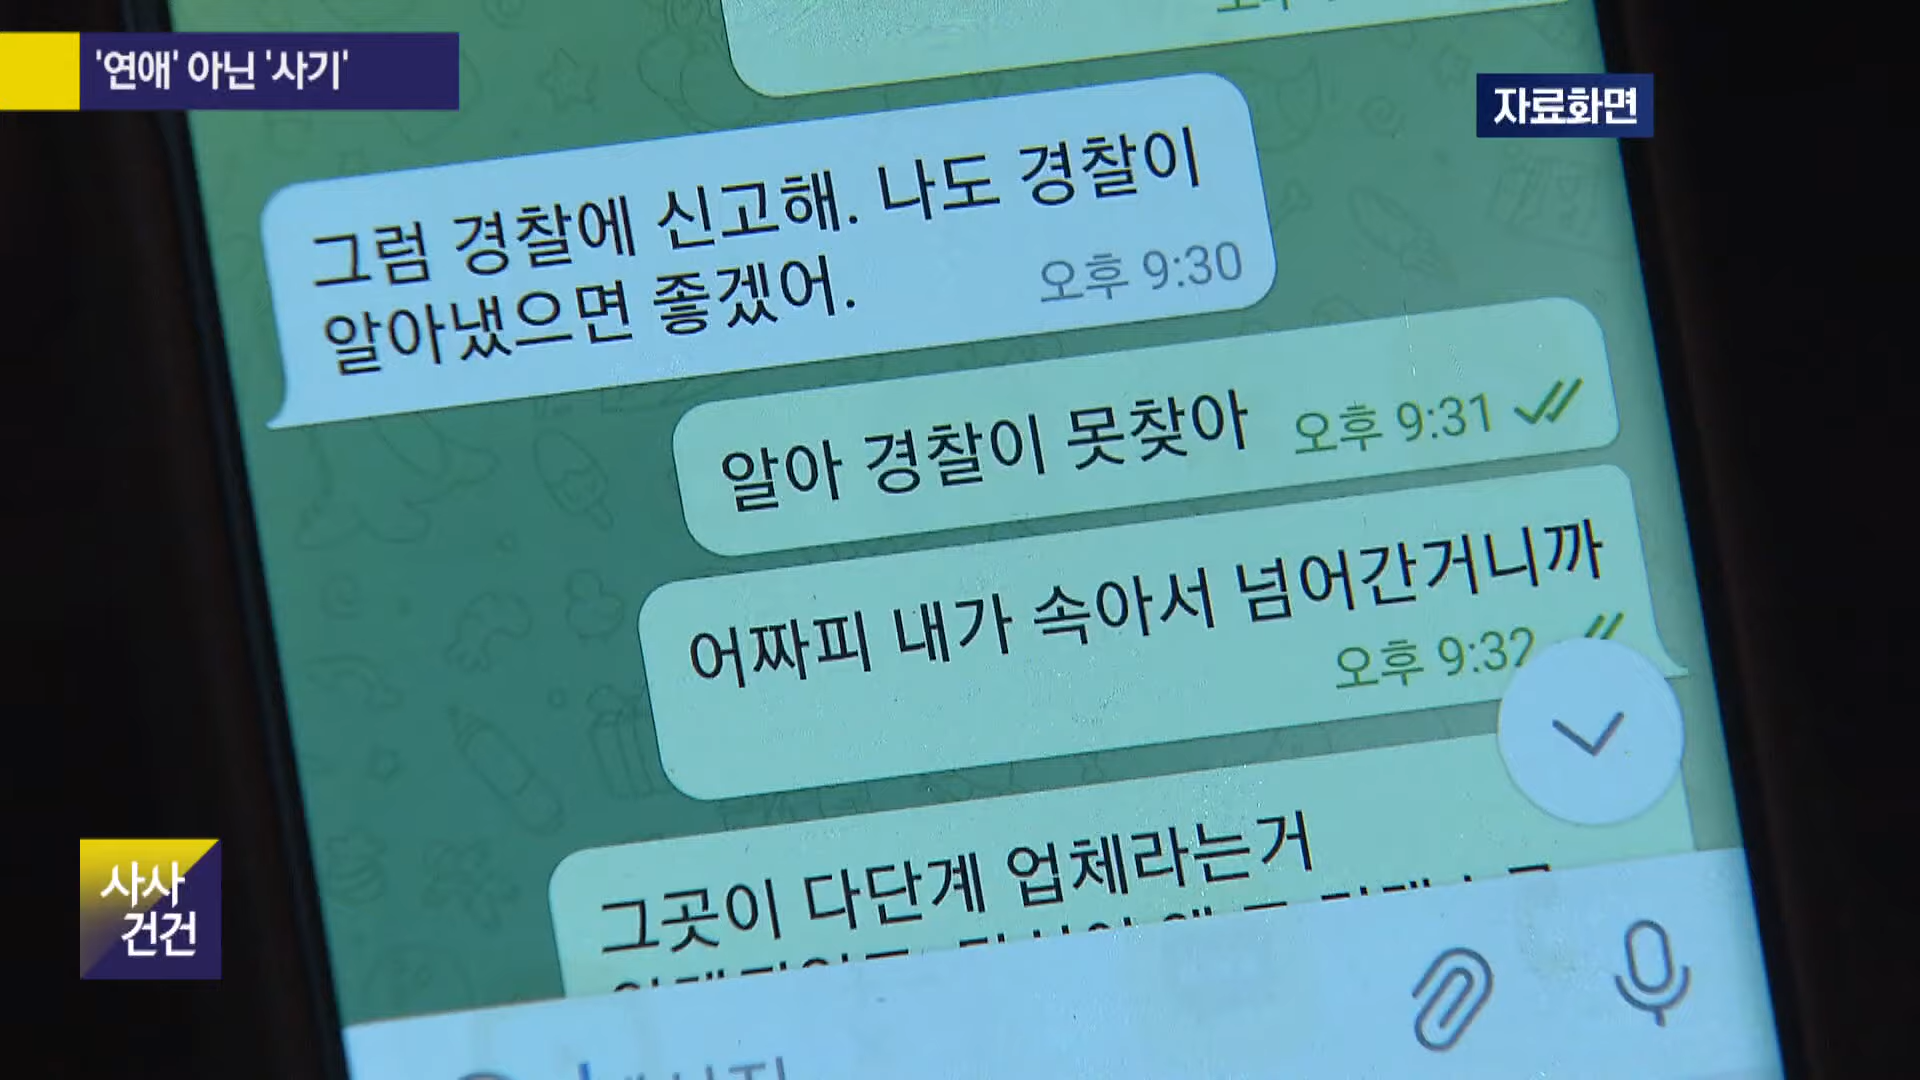 '연애' 아닌 '사기'
자료화면
그럼 경찰에 신고해. 나도 경찰이
알아냈으면 좋겠어.
오후 9:30
알아 경찰이 못찾아
오후 9:31
어짜피 내가 속아서 넘어간거니까
오후 9:32
그곳이 다단계 업체라는거
사사
건건